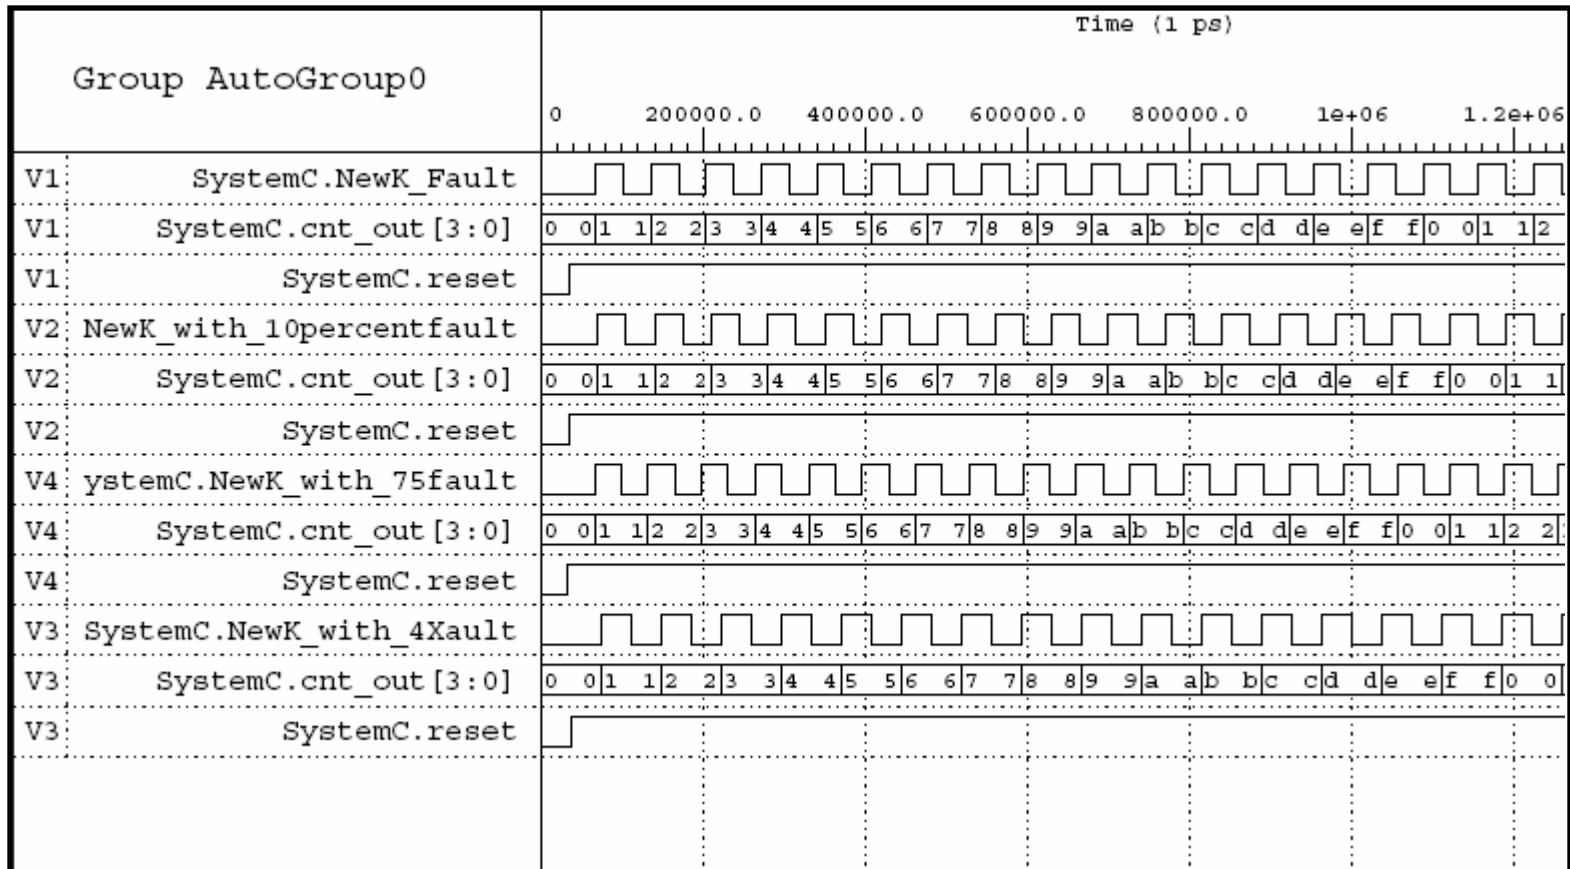 Time (1 ps)
Group AutoGroup0
0 200000.0 400000.0 600000.0 800000.0 1e+06 1.2e+06
V1 SystemC.NewK_Fault
V1 SystemC.cnt_out[3:0] 0 0 1 1 2 2 3 3 4 4 5 5 6 6 7 7 8 8 9 9 a a b b c c d d e e f f 0 0 1 1 2
V1 SystemC.reset
V2 NewK_with_10percentfault
V2 SystemC.cnt_out[3:0] 0 0 1 1 2 2 3 3 4 4 5 5 6 6 7 7 8 8 9 9 a a b b c c d d e e f f 0 0 1 1
V2 SystemC.reset
V4 ystemC.NewK_with_75fault
V4 SystemC.cnt_out[3:0] 0 0 1 1 2 2 3 3 4 4 5 5 6 6 7 7 8 8 9 9 a a b b c c d d e e f f 0 0 1 1 2 2
V4 SystemC.reset
V3 SystemC.NewK_with_4Xault
V3 SystemC.cnt_out[3:0] 0 0 1 1 2 2 3 3 4 4 5 5 6 6 7 7 8 8 9 9 a a b b c c d d e e f f 0 0
V3 SystemC.reset